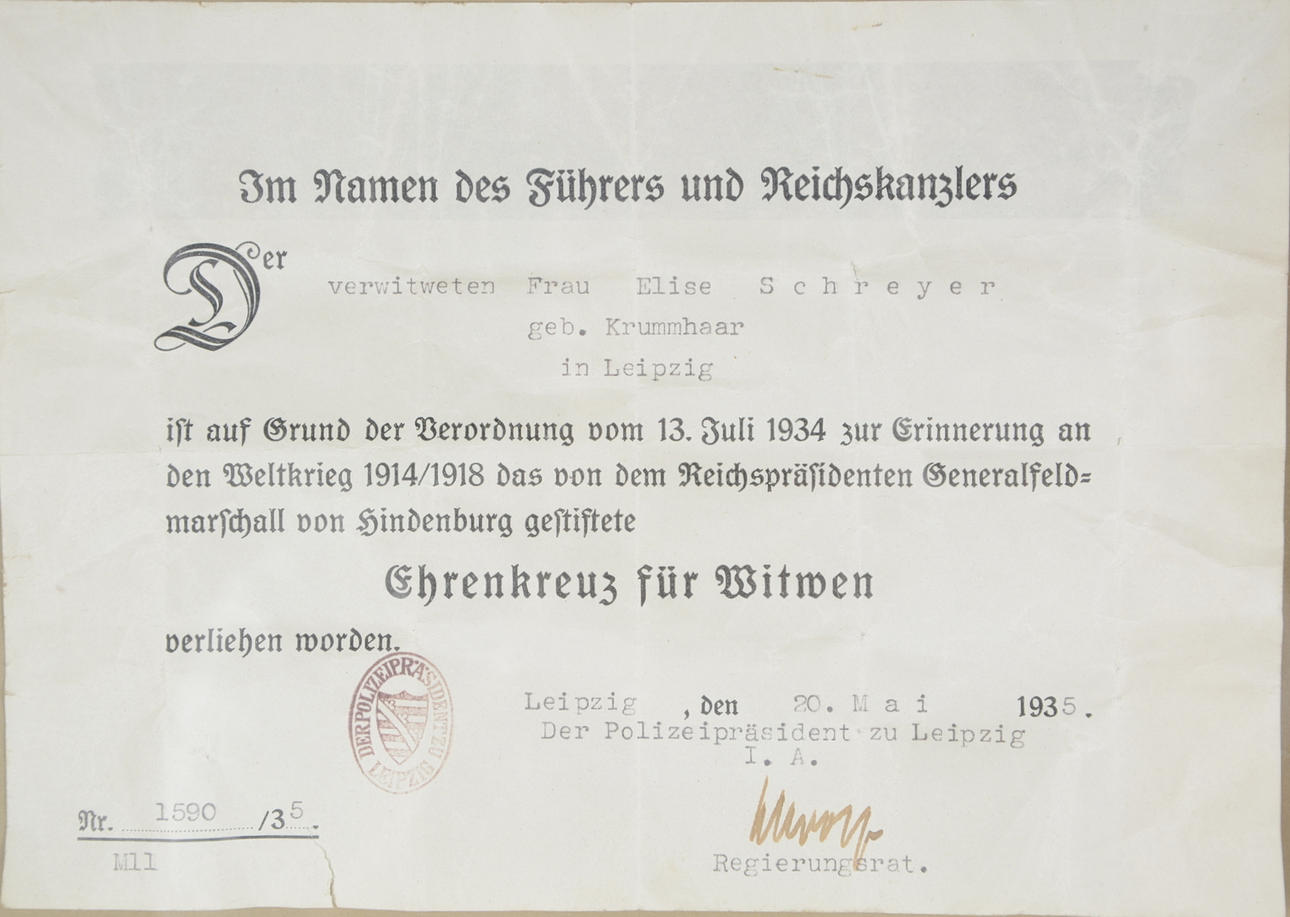 Im Namen des Führers und Reichskanzlers
Der verwitweten Frau Elise Schreyer
geb. Krummhaar
in Leipzig
ist auf Grund der Verordnung vom 13. Juli 1934 zur Erinnerung an
den Weltkrieg 1914/1918 das von dem Reichspräsidenten Generalfeld-
marschall von Hindenburg gestiftete
Ehrenkreuz für Witwen
verliehen worden.
DER POLIZEIPRÄSIDENT ZU LEIPZIG
Leipzig, den 20. Mai 1935.
Der Polizeipräsident zu Leipzig
I. A.
Nr. 1590/35.
Mll
Regierungsrat.